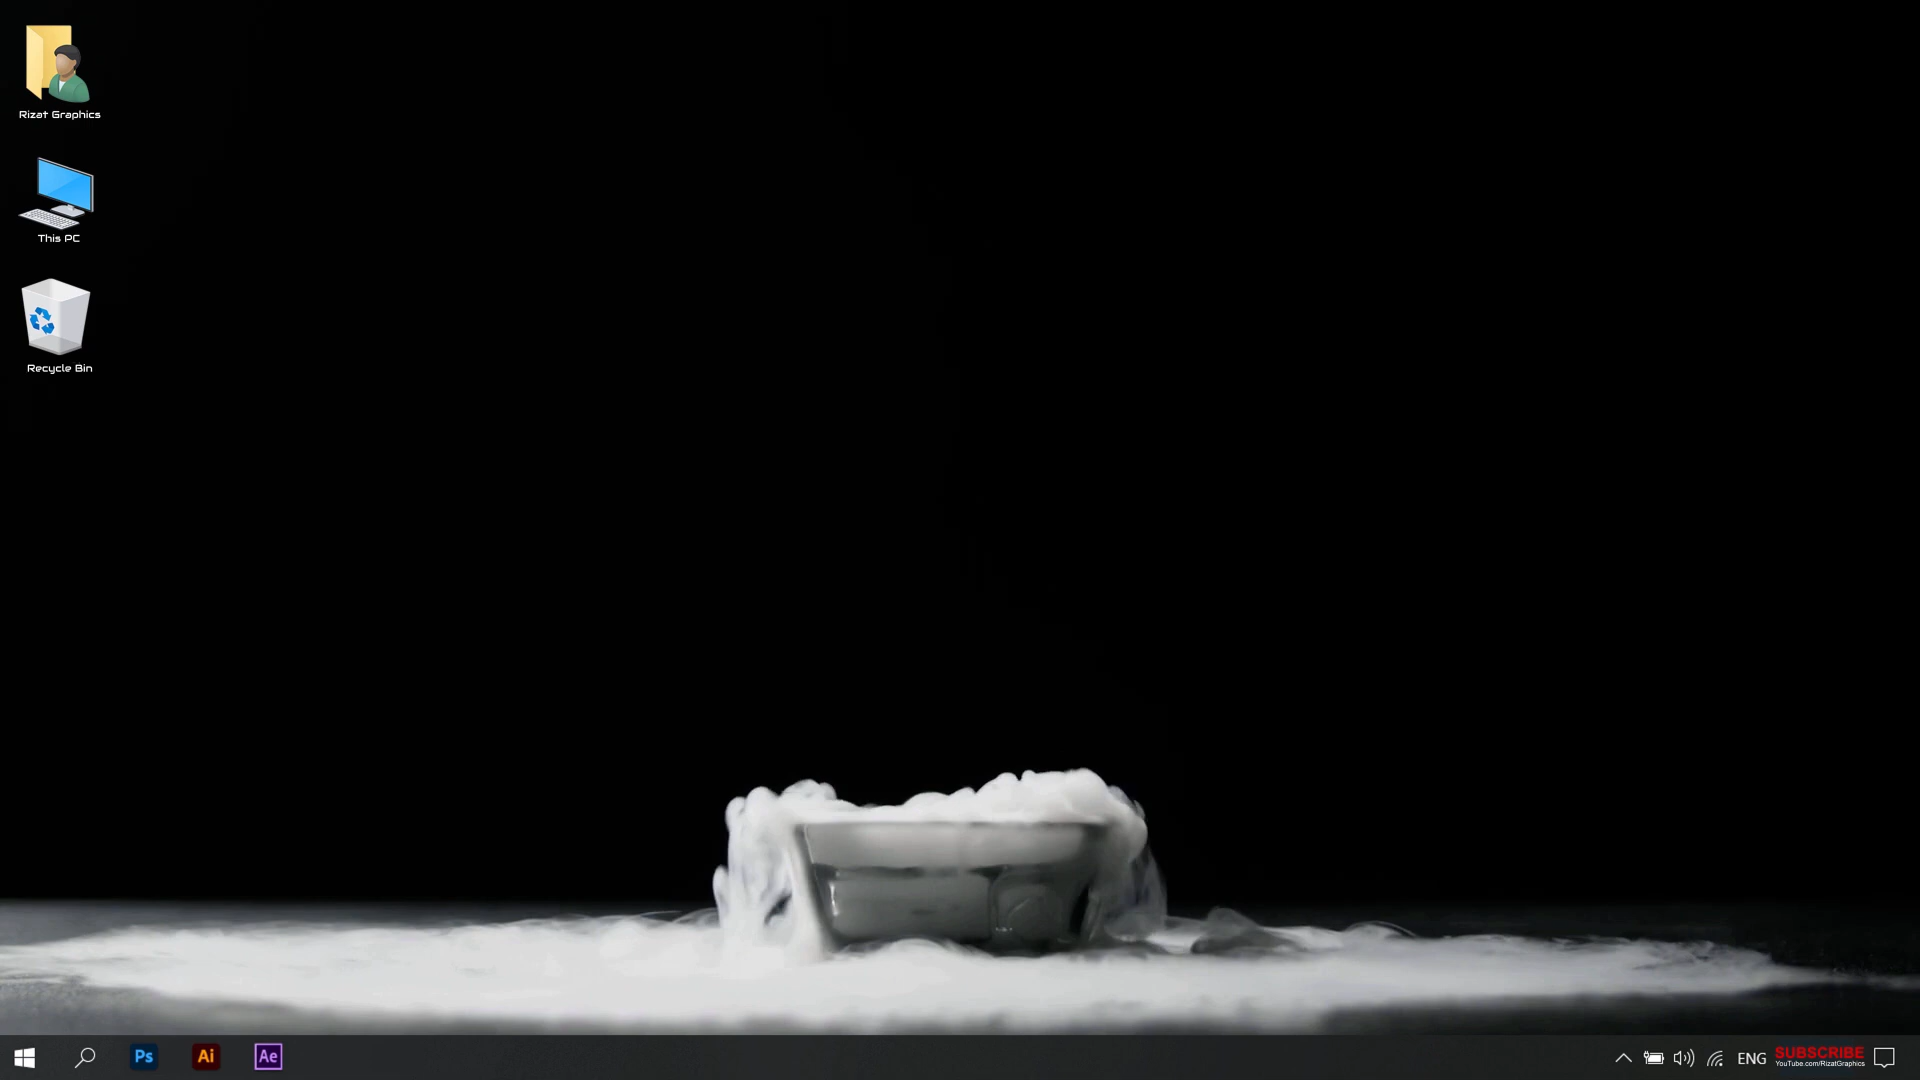 Rizat Graphics
This PC
Recycle Bin
Ps Ai Ae
ENG
SUBSCRIBE
YouTube.com/RizatGraphics